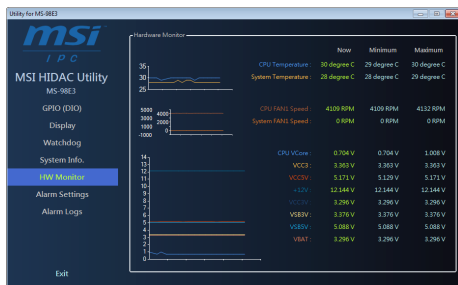 Utility for MS-98E3
msi
IPC
MSI HIDAC Utility
MS-98E3
GPIO (DIO)
Display
Watchdog
System Info.
HW Monitor
Alarm Settings
Alarm Logs
Exit
Hardware Monitor
Now Minimum Maximum
35
30
25
CPU Temperature : 30 degree C 29 degree C 30 degree C
System Temperature : 28 degree C 28 degree C 29 degree C
5000
3000
1000
4000
2000
0
CPU FAN1 Speed : 4109 RPM 4109 RPM 4132 RPM
System FAN1 Speed : 0 RPM 0 RPM 0 RPM
14
13
12
11
10
9
8
7
6
5
4
3
2
1
0
CPU VCore : 0.704 V 0.704 V 1.008 V
VCC3 : 3.363 V 3.363 V 3.363 V
VCC5V : 5.171 V 5.129 V 5.171 V
+12V : 12.144 V 12.144 V 12.144 V
3.296 V 3.296 V 3.296 V
VSB3V : 3.376 V 3.376 V 3.376 V
VSB5V : 5.088 V 5.088 V 5.088 V
VBAT : 3.296 V 3.296 V 3.296 V